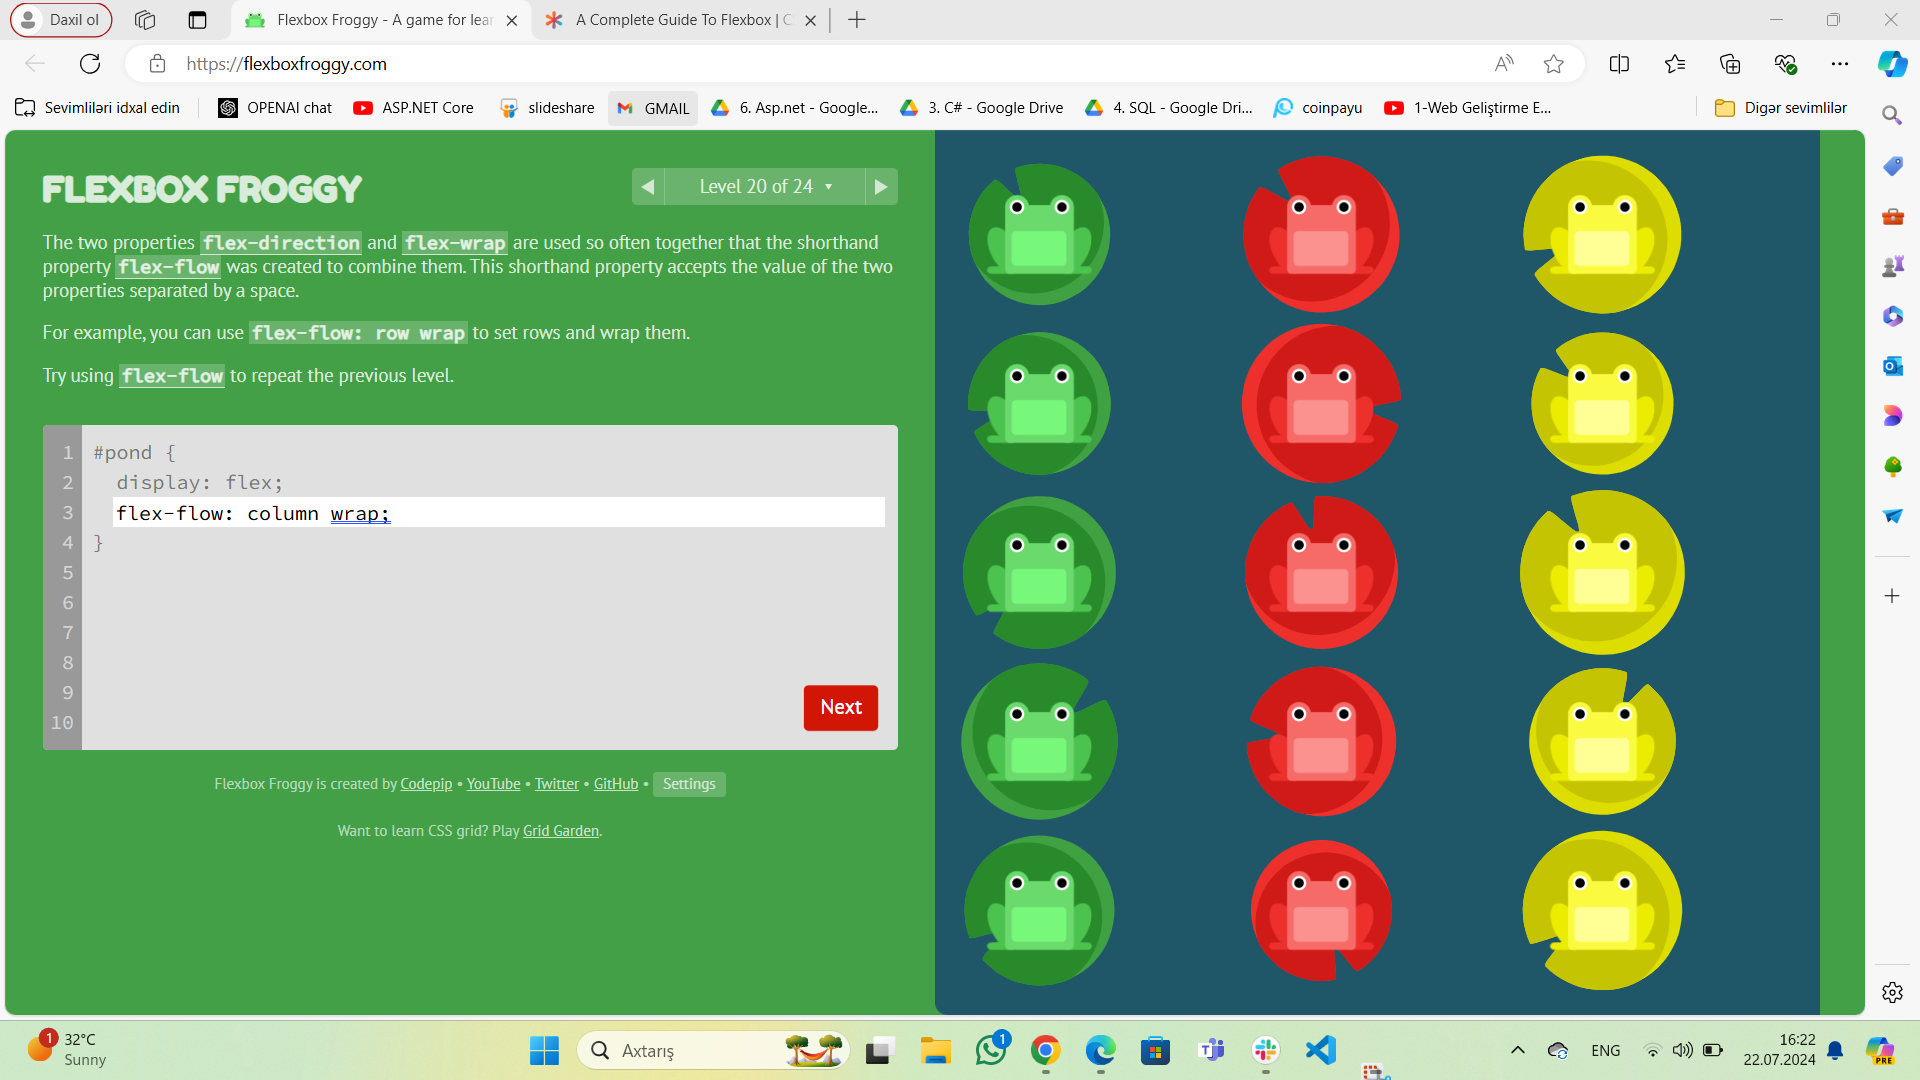 Daxil ol
Flexbox Froggy - A game for lear
A Complete Guide To Flexbox | C
https://flexboxfroggy.com
Sevimliləri idxal edin
OPENAI chat
ASP.NET Core
slideshare
GMAIL
6. Asp.net - Google...
3. C# - Google Drive
4. SQL - Google Dri...
coinpayu
1-Web Geliştirme E...
Digər sevimlilər
FLEXBOX FROGGY
Level 20 of 24
The two properties flex-direction and flex-wrap are used so often together that the shorthand
property flex-flow was created to combine them. This shorthand property accepts the value of the two
properties separated by a space.
For example, you can use flex-flow: row wrap to set rows and wrap them.
Try using flex-flow to repeat the previous level.
1 #pond {
2 display: flex;
3 flex-flow: column wrap;
4 }
5
6
7
8
9
10
Next
Flexbox Froggy is created by Codepip • YouTube • Twitter • GitHub • Settings
Want to learn CSS grid? Play Grid Garden.
1
32°C
Sunny
Axtarış
1
ENG
16:22
22.07.2024
PRE